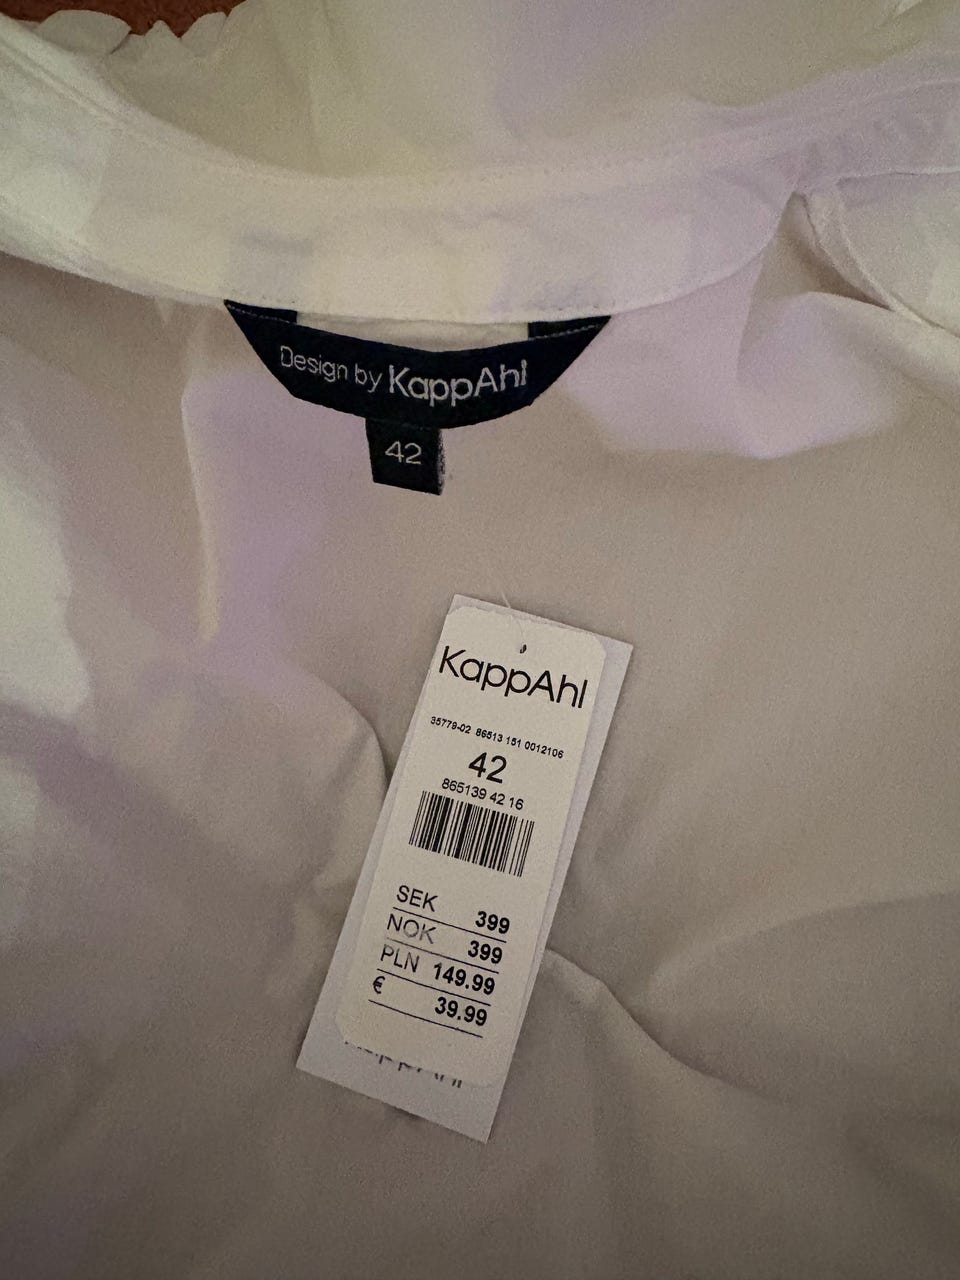 Design by KappAhl
42
KappAhl
35779-02 86513 151 0012106
42
865139 42 16
SEK 399
NOK 399
PLN 149.99
€ 39.99
KappAhl